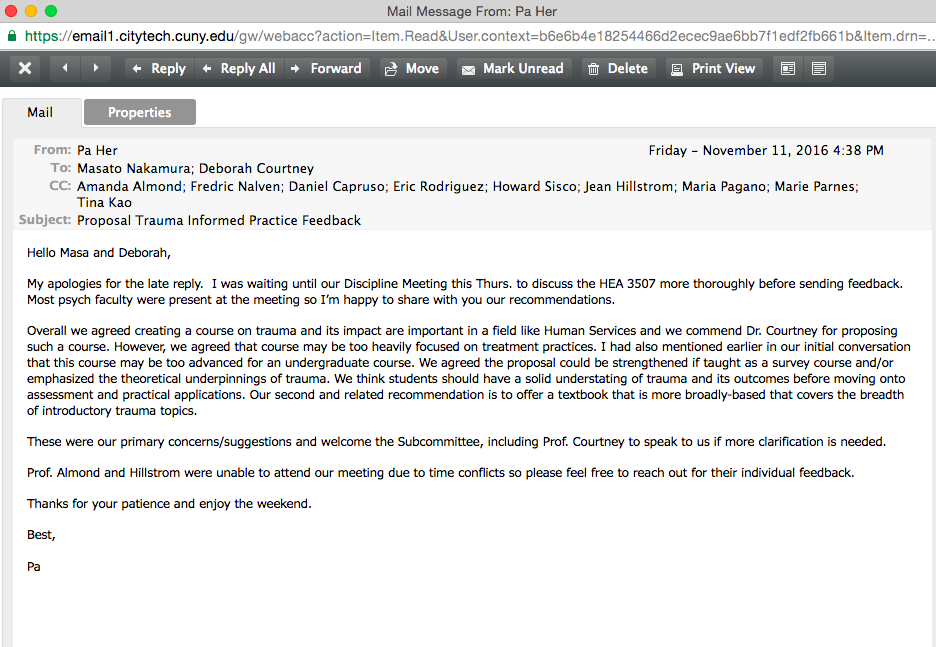 Mail Message From: Pa Her
https://email1.citytech.cuny.edu/gw/webacc?action=Item.Read&User.context=b6e6b4e18254466d2ecec9ae6bb7f1edf2fb661b&Item.drn=...
Reply Reply All Forward Move Mark Unread Delete Print View
Mail Properties
From: Pa Her Friday - November 11, 2016 4:38 PM
To: Masato Nakamura; Deborah Courtney
CC: Amanda Almond; Fredric Nalven; Daniel Capruso; Eric Rodriguez; Howard Sisco; Jean Hillstrom; Maria Pagano; Marie Parnes;
Tina Kao
Subject: Proposal Trauma Informed Practice Feedback
Hello Masa and Deborah,
My apologies for the late reply.  I was waiting until our Discipline Meeting this Thurs. to discuss the HEA 3507 more thoroughly before sending feedback.
Most psych faculty were present at the meeting so I'm happy to share with you our recommendations.
Overall we agreed creating a course on trauma and its impact are important in a field like Human Services and we commend Dr. Courtney for proposing
such a course. However, we agreed that course may be too heavily focused on treatment practices. I had also mentioned earlier in our initial conversation
that this course may be too advanced for an undergraduate course. We agreed the proposal could be strengthened if taught as a survey course and/or
emphasized the theoretical underpinnings of trauma. We think students should have a solid understating of trauma and its outcomes before moving onto
assessment and practical applications. Our second and related recommendation is to offer a textbook that is more broadly-based that covers the breadth
of introductory trauma topics.
These were our primary concerns/suggestions and welcome the Subcommittee, including Prof. Courtney to speak to us if more clarification is needed.
Prof. Almond and Hillstrom were unable to attend our meeting due to time conflicts so please feel free to reach out for their individual feedback.
Thanks for your patience and enjoy the weekend.
Best,
Pa